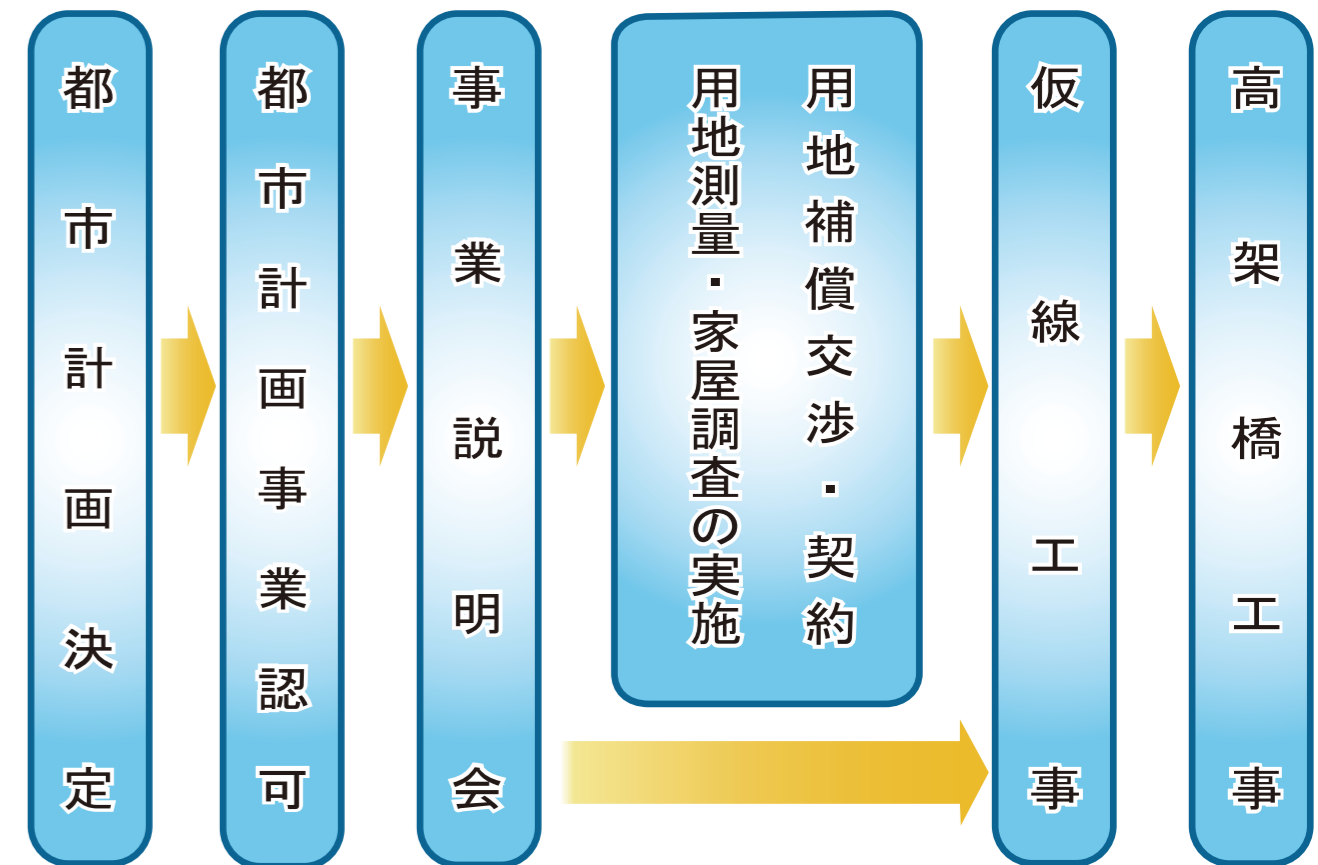 都市計画決定
都市計画事業認可
事業説明会
用地測量・家屋調査の実施
用地補償交渉・契約
仮線工事
高架橋工事